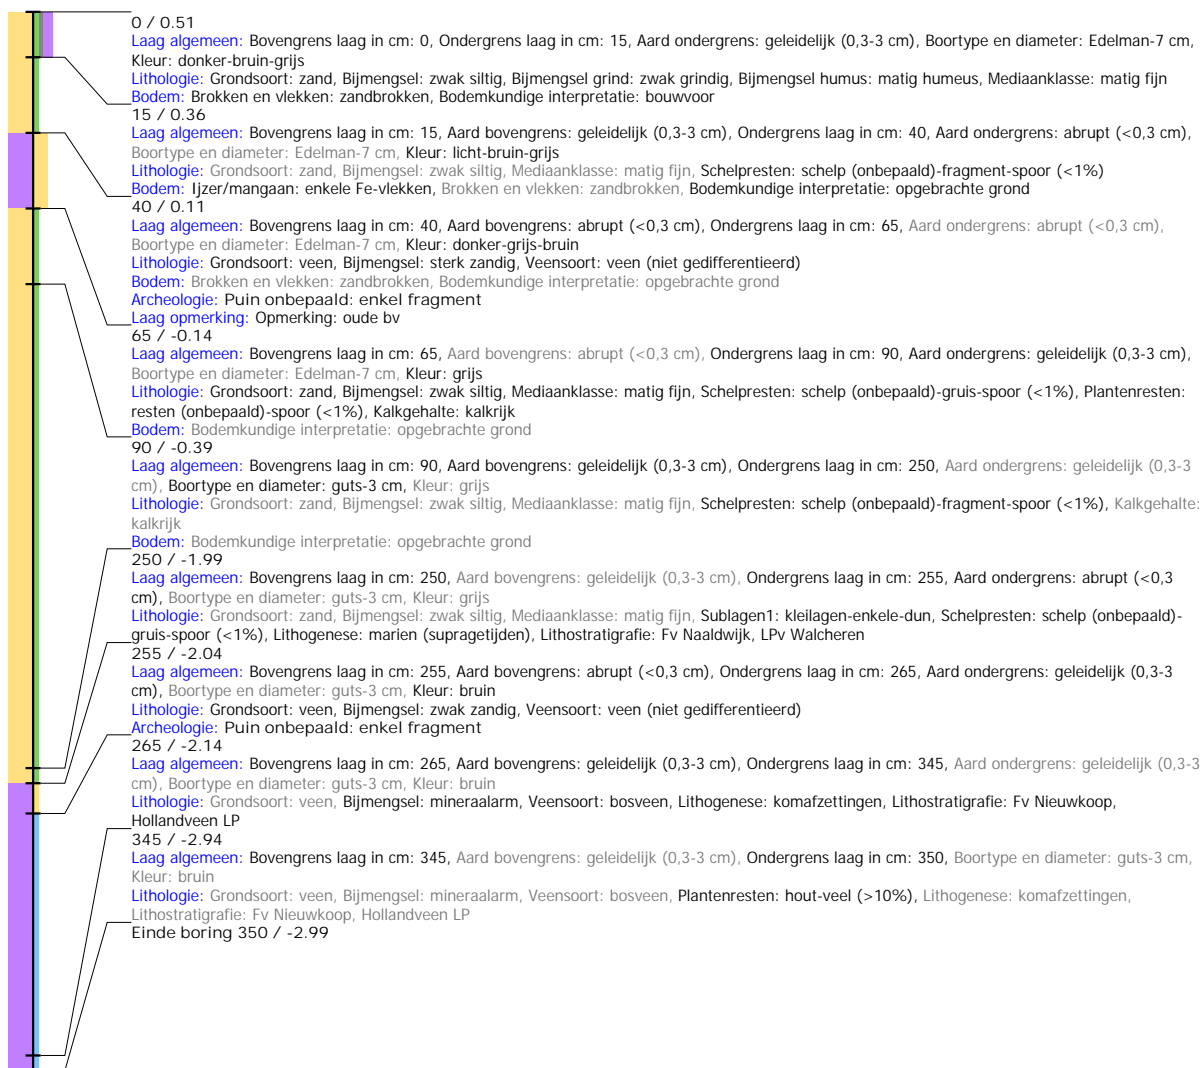 0 / 0.51
Laag algemeen: Bovengrens laag in cm: 0, Ondergrens laag in cm: 15, Aard ondergrens: geleidelijk (0,3-3 cm), Boortype en diameter: Edelman-7 cm,
Kleur: donker-bruin-grijs
Lithologie: Grondsoort: zand, Bijmengsel: zwak siltig, Bijmengsel grind: zwak grindig, Bijmengsel humus: matig humeus, Mediaanklasse: matig fijn
Bodem: Brokken en vlekken: zandbrokken, Bodemkundige interpretatie: bouwvoor
15 / 0.36
Laag algemeen: Bovengrens laag in cm: 15, Aard bovengrens: geleidelijk (0,3-3 cm), Ondergrens laag in cm: 40, Aard ondergrens: abrupt (<0,3 cm),
Boortype en diameter: Edelman-7 cm, Kleur: licht-bruin-grijs
Lithologie: Grondsoort: zand, Bijmengsel: zwak siltig, Mediaanklasse: matig fijn, Schelpresten: schelp (onbepaald)-fragment-spoor (<1%)
Bodem: Ijzer/mangaan: enkele Fe-vlekken, Brokken en vlekken: zandbrokken, Bodemkundige interpretatie: opgebrachte grond
40 / 0.11
Laag algemeen: Bovengrens laag in cm: 40, Aard bovengrens: abrupt (<0,3 cm), Ondergrens laag in cm: 65, Aard ondergrens: abrupt (<0,3 cm),
Boortype en diameter: Edelman-7 cm, Kleur: donker-grijs-bruin
Lithologie: Grondsoort: veen, Bijmengsel: sterk zandig, Veensoort: veen (niet gedifferentieerd)
Bodem: Brokken en vlekken: zandbrokken, Bodemkundige interpretatie: opgebrachte grond
Archeologie: Puin onbepaald: enkel fragment
Laag opmerking: Opmerking: oude bv
65 / -0.14
Laag algemeen: Bovengrens laag in cm: 65, Aard bovengrens: abrupt (<0,3 cm), Ondergrens laag in cm: 90, Aard ondergrens: geleidelijk (0,3-3 cm),
Boortype en diameter: Edelman-7 cm, Kleur: grijs
Lithologie: Grondsoort: zand, Bijmengsel: zwak siltig, Mediaanklasse: matig fijn, Schelpresten: schelp (onbepaald)-gruis-spoor (<1%), Plantenresten:
resten (onbepaald)-spoor (<1%), Kalkgehalte: kalkrijk
Bodem: Bodemkundige interpretatie: opgebrachte grond
90 / -0.39
Laag algemeen: Bovengrens laag in cm: 90, Aard bovengrens: geleidelijk (0,3-3 cm), Ondergrens laag in cm: 250, Aard ondergrens: geleidelijk (0,3-3
cm), Boortype en diameter: guts-3 cm, Kleur: grijs
Lithologie: Grondsoort: zand, Bijmengsel: zwak siltig, Mediaanklasse: matig fijn, Schelpresten: schelp (onbepaald)-fragment-spoor (<1%), Kalkgehalte:
kalkrijk
Bodem: Bodemkundige interpretatie: opgebrachte grond
250 / -1.99
Laag algemeen: Bovengrens laag in cm: 250, Aard bovengrens: geleidelijk (0,3-3 cm), Ondergrens laag in cm: 255, Aard ondergrens: abrupt (<0,3
cm), Boortype en diameter: guts-3 cm, Kleur: grijs
Lithologie: Grondsoort: zand, Bijmengsel: zwak siltig, Mediaanklasse: matig fijn, Sublagen1: kleilagen-enkele-dun, Schelpresten: schelp (onbepaald)-
gruis-spoor (<1%), Lithogenese: marien (supragetijden), Lithostratigrafie: Fv Naaldwijk, LPv Walcheren
255 / -2.04
Laag algemeen: Bovengrens laag in cm: 255, Aard bovengrens: abrupt (<0,3 cm), Ondergrens laag in cm: 265, Aard ondergrens: geleidelijk (0,3-3
cm), Boortype en diameter: guts-3 cm, Kleur: bruin
Lithologie: Grondsoort: veen, Bijmengsel: zwak zandig, Veensoort: veen (niet gedifferentieerd)
Archeologie: Puin onbepaald: enkel fragment
265 / -2.14
Laag algemeen: Bovengrens laag in cm: 265, Aard bovengrens: geleidelijk (0,3-3 cm), Ondergrens laag in cm: 345, Aard ondergrens: geleidelijk (0,3-3
cm), Boortype en diameter: guts-3 cm, Kleur: bruin
Lithologie: Grondsoort: veen, Bijmengsel: mineraalarm, Veensoort: bosveen, Lithogenese: komafzettingen, Lithostratigrafie: Fv Nieuwkoop,
Hollandveen LP
345 / -2.94
Laag algemeen: Bovengrens laag in cm: 345, Aard bovengrens: geleidelijk (0,3-3 cm), Ondergrens laag in cm: 350, Boortype en diameter: guts-3 cm,
Kleur: bruin
Lithologie: Grondsoort: veen, Bijmengsel: mineraalarm, Veensoort: bosveen, Plantenresten: hout-veel (>10%), Lithogenese: komafzettingen,
Lithostratigrafie: Fv Nieuwkoop, Hollandveen LP
Einde boring 350 / -2.99